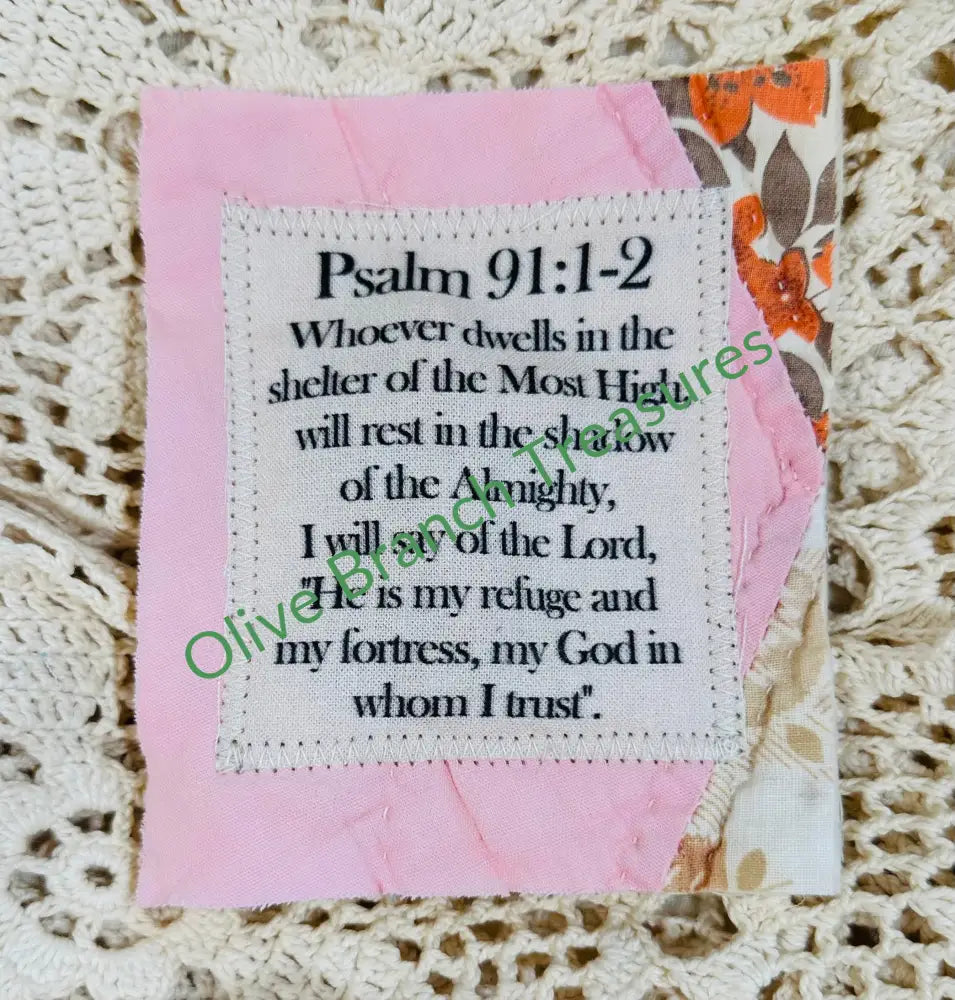 Psalm 91:1-2
Whoever dwells in the
shelter of the Most High,
will rest in the shadow
of the Almighty,
I will say of the Lord,
"He is my refuge and
my fortress, my God in
whom I trust".
Olive Branch Treasures